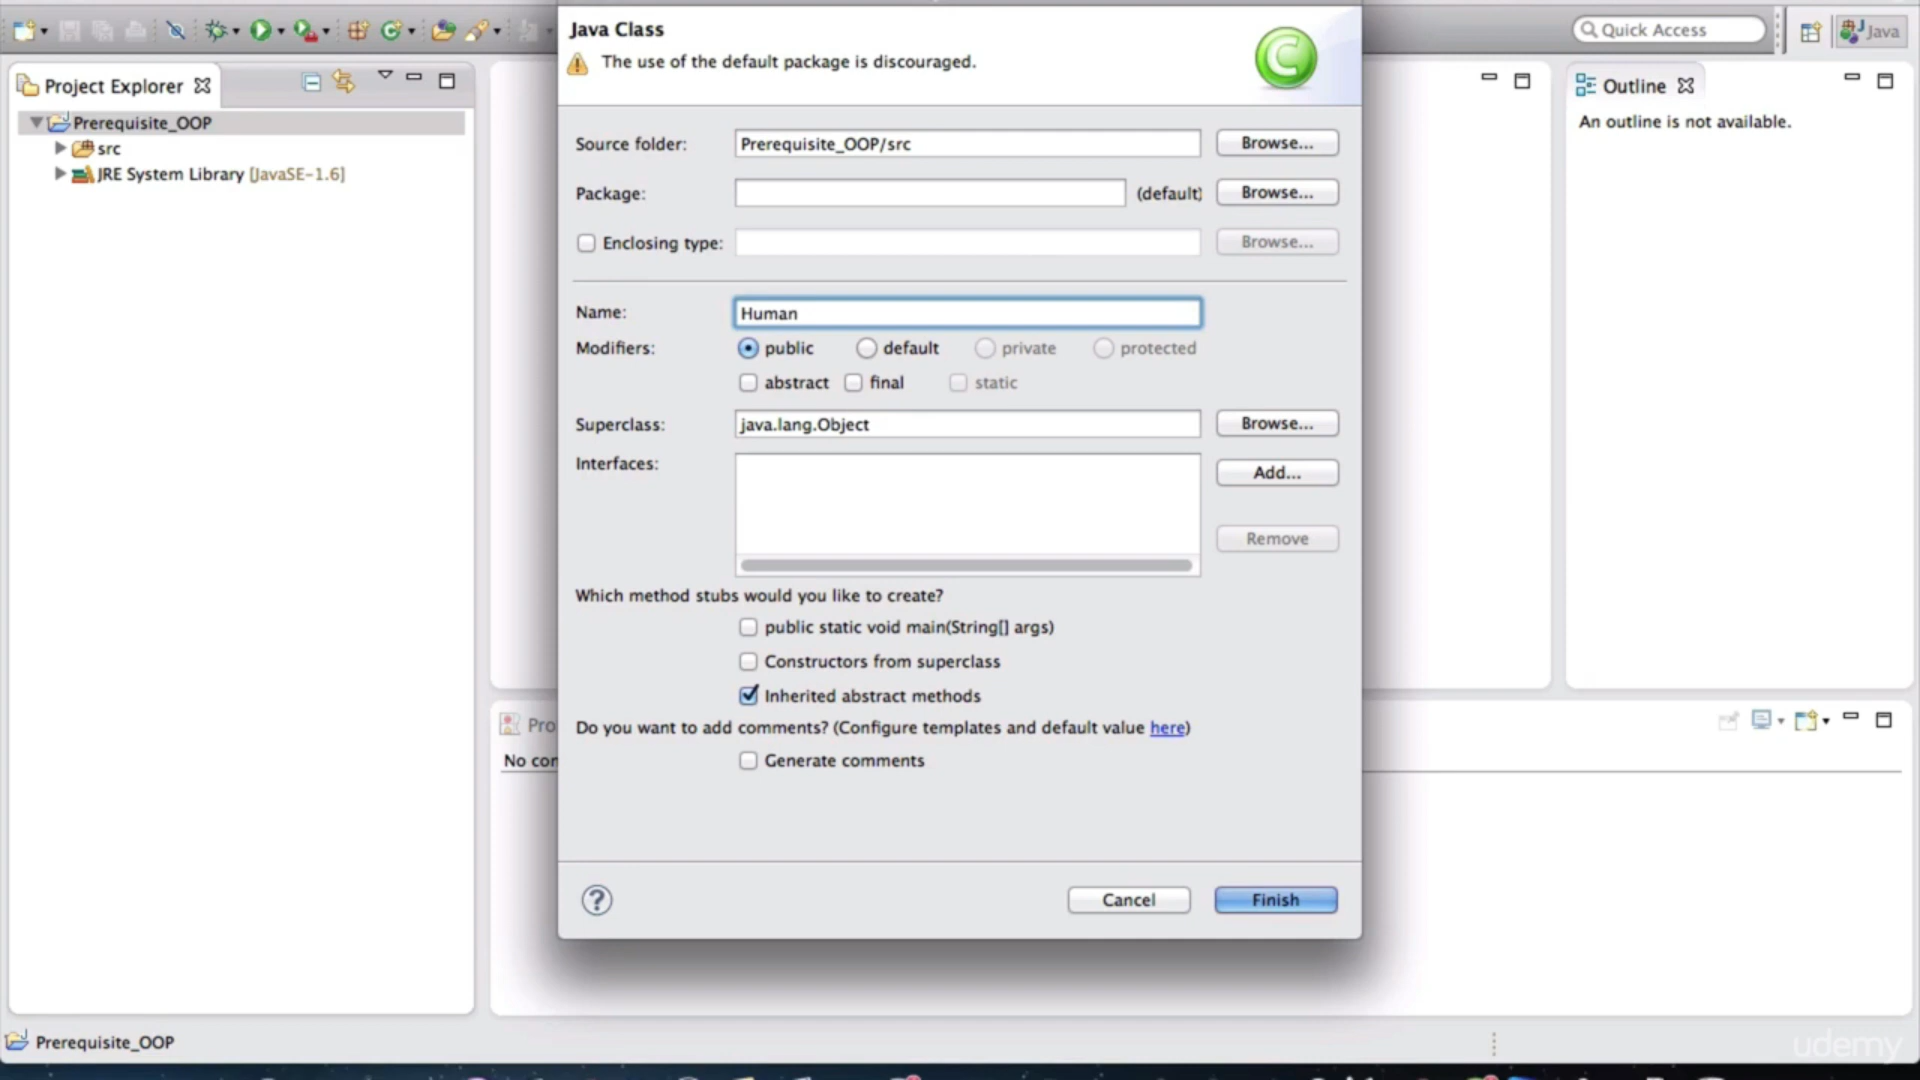 Java Class
The use of the default package is discouraged.
Quick Access
Java
Project Explorer
Prerequisite_OOP
src
JRE System Library [JavaSE-1.6]
Outline
An outline is not available.
Source folder: Prerequisite_OOP/src Browse...
Package: (default) Browse...
Enclosing type: Browse...
Name: Human
Modifiers: public default private protected
abstract final static
Superclass: java.lang.Object Browse...
Interfaces: Add...
Remove
Which method stubs would you like to create?
public static void main(String[] args)
Constructors from superclass
Inherited abstract methods
Do you want to add comments? (Configure templates and default value here)
Generate comments
Pro
No con
? Cancel Finish
Prerequisite_OOP
udemy